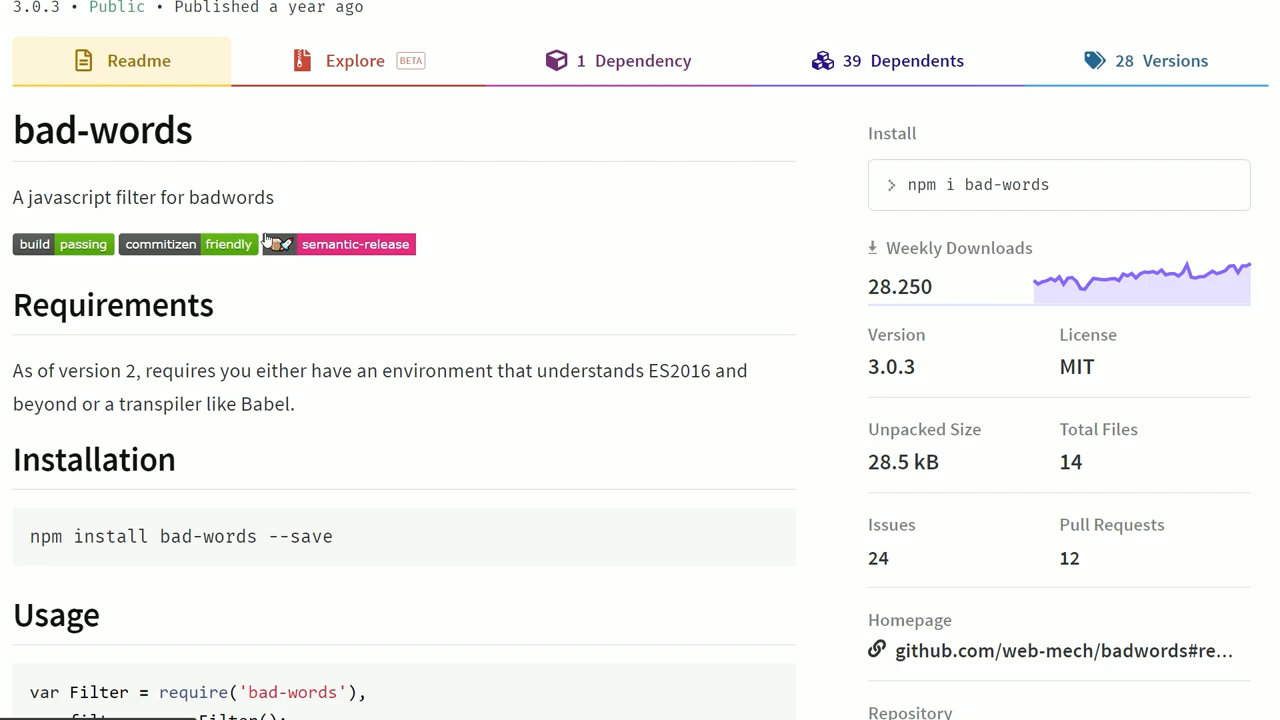 3.0.3 • Public • Published a year ago
Readme
Explore BETA
1 Dependency
39 Dependents
28 Versions
bad-words
A javascript filter for badwords
build passing commitizen friendly semantic-release
Requirements
As of version 2, requires you either have an environment that understands ES2016 and
beyond or a transpiler like Babel.
Installation
npm install bad-words --save
Usage
var Filter = require('bad-words'),
Install
> npm i bad-words
Weekly Downloads
28.250
Version
3.0.3
License
MIT
Unpacked Size
28.5 kB
Total Files
14
Issues
24
Pull Requests
12
Homepage
github.com/web-mech/badwords#re...
Repository